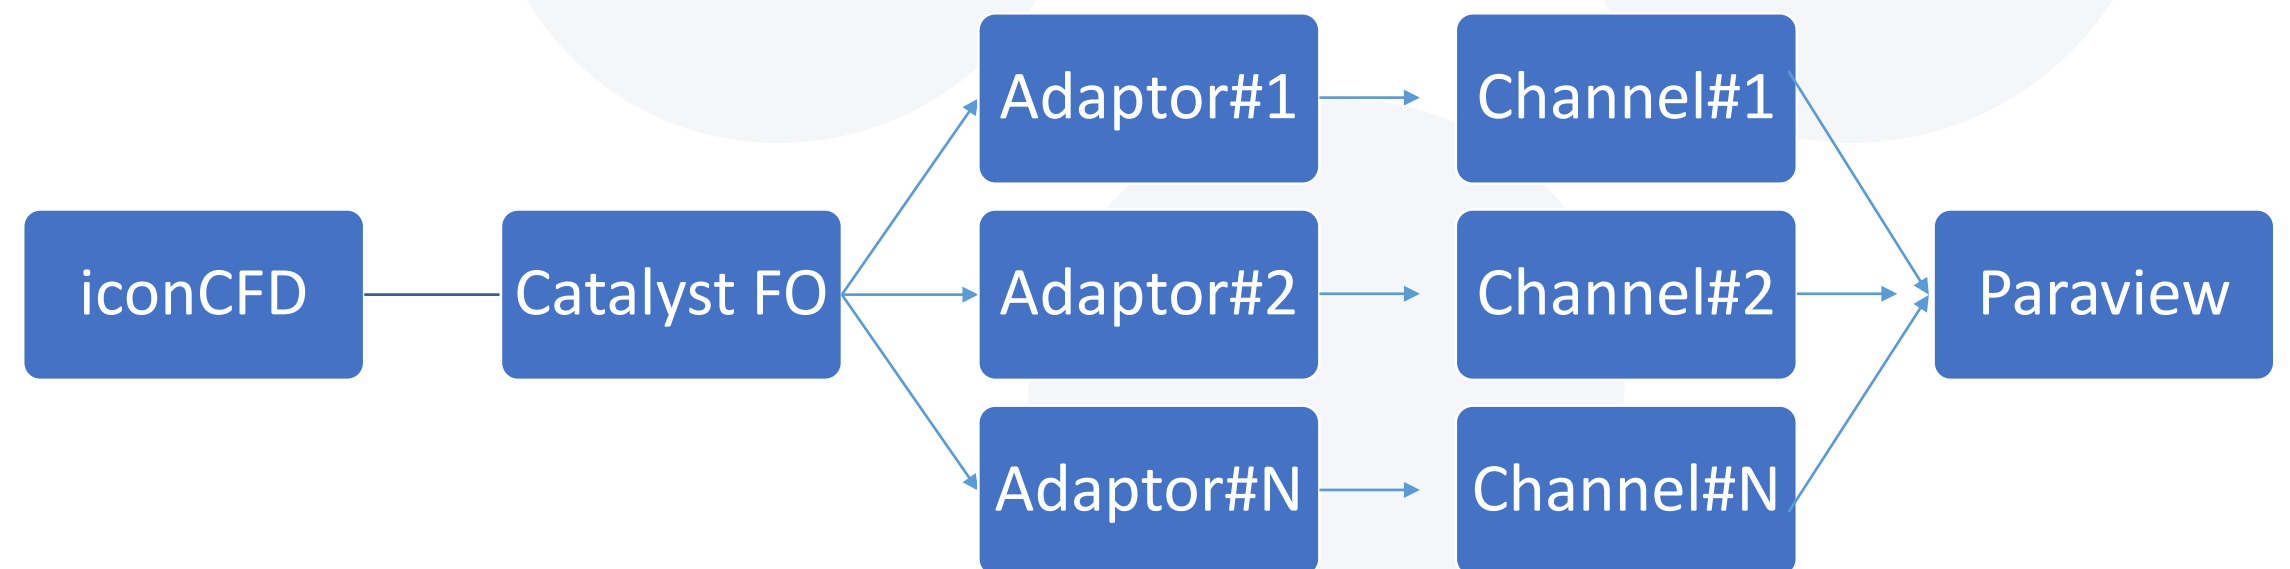 iconCFD
Catalyst FO
Adaptor#1
Channel#1
Adaptor#2
Channel#2
Adaptor#N
Channel#N
Paraview